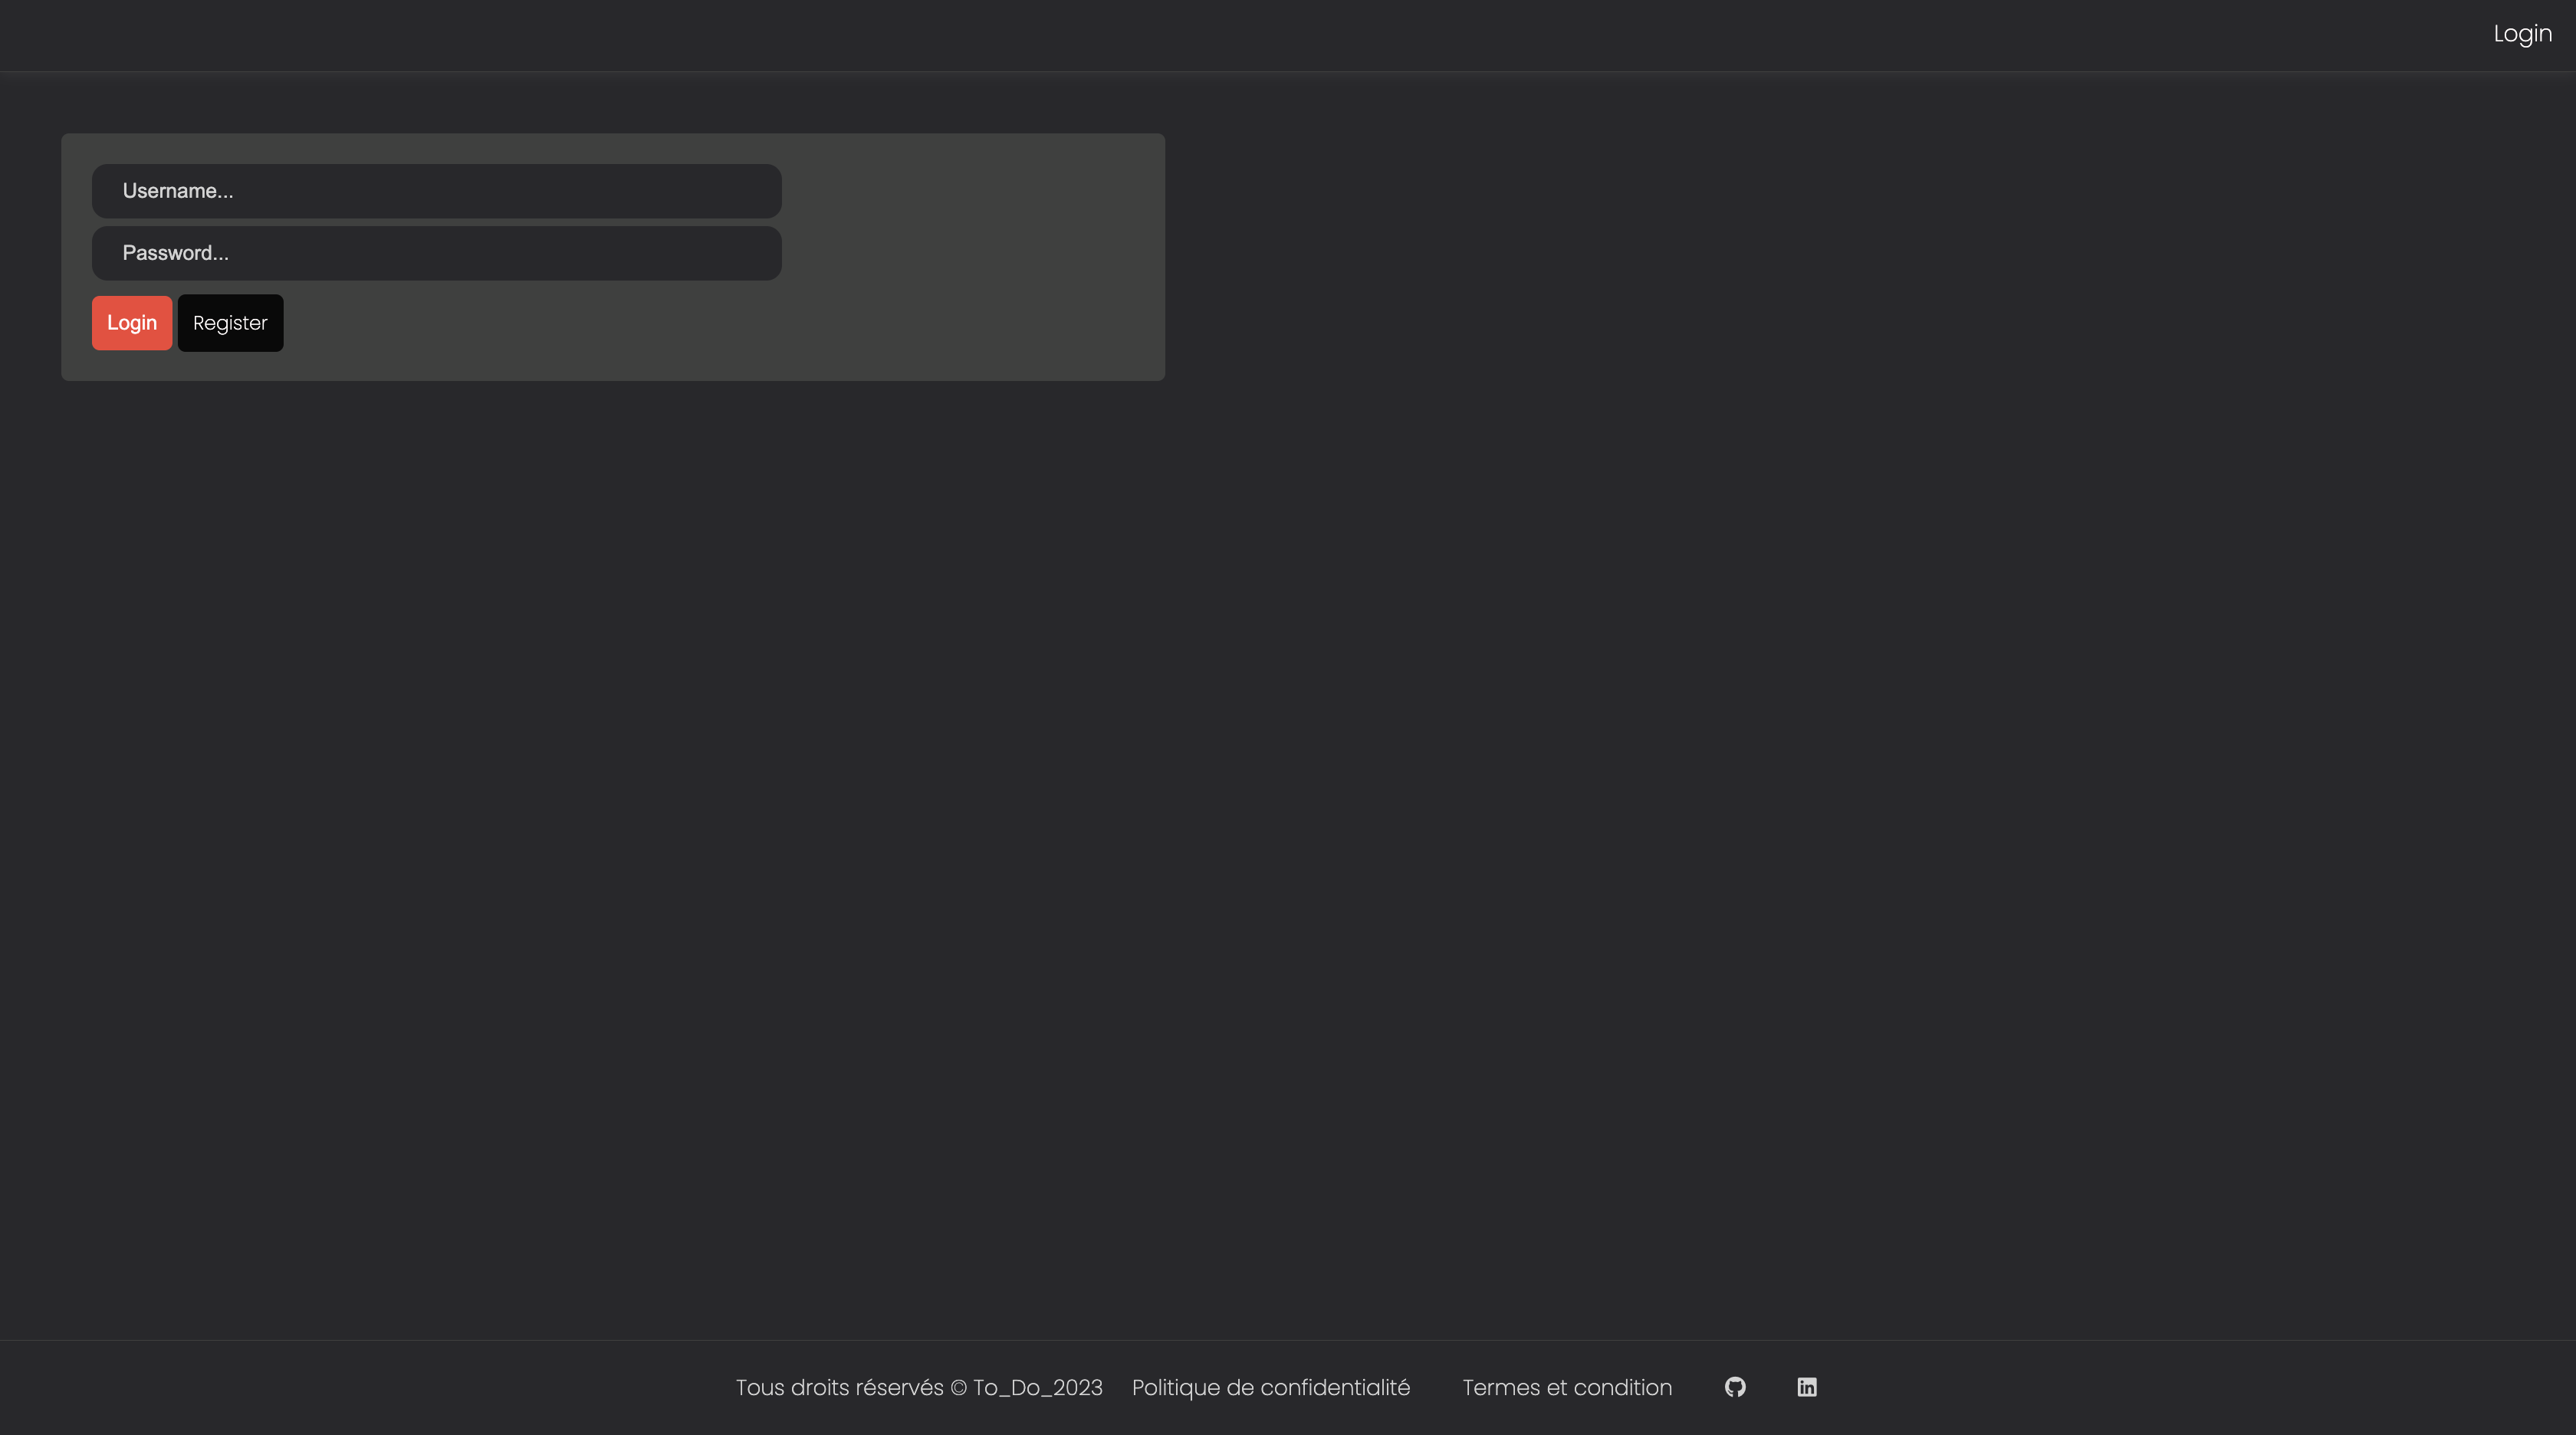 Login
Username...
Password...
Login Register
Tous droits réservés © To_Do_2023 Politique de confidentialité Termes et condition